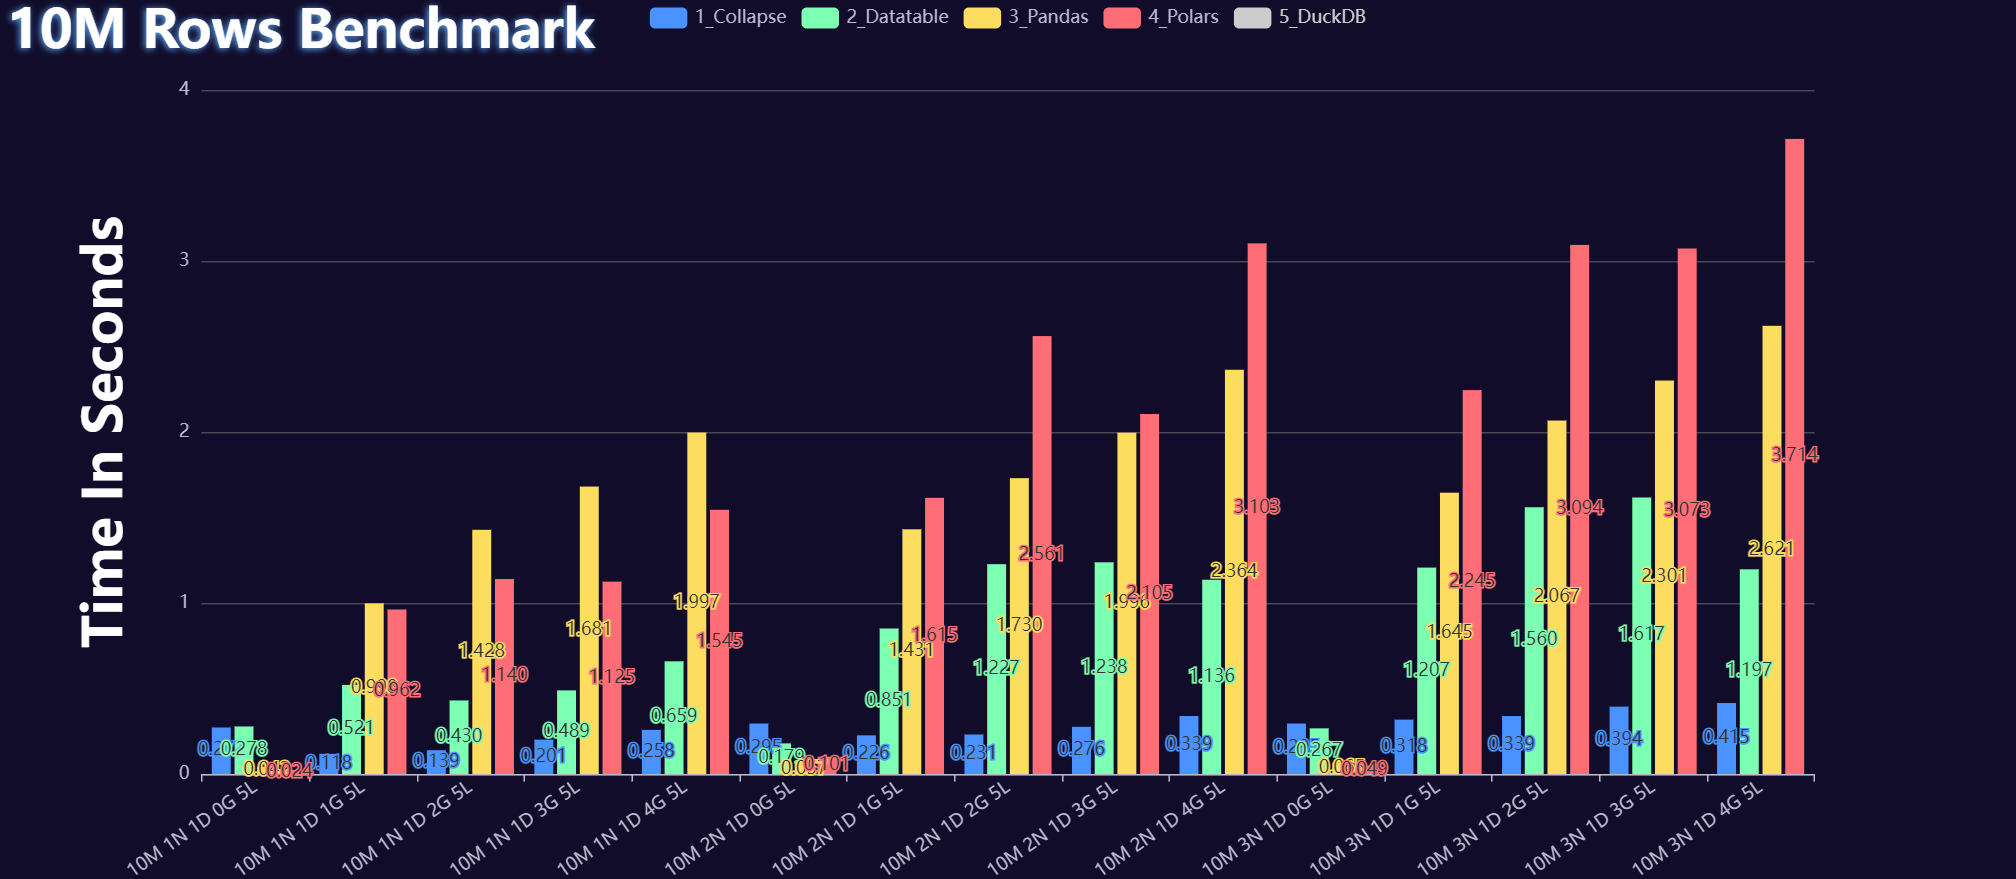 10M Rows Benchmark
1_Collapse 2_Datatable 3_Pandas 4_Polars 5_DuckDB
Time In Seconds
4
3
2
1
0
0.278 0.024
0.118 0.521 0.962
0.139 0.430 1.428 1.140
0.201 0.489 1.681 1.125
0.258 0.659 1.997 1.545
0.295 0.179 0.101
0.226 0.851 1.431 1.615
0.231 1.227 1.730 2.561
0.276 1.238 1.996 2.105
0.339 1.136 2.364 3.103
0.267 0.049
0.318 1.207 1.645 2.245
0.339 1.560 2.067 3.094
0.394 1.617 2.301 3.073
0.415 1.197 2.621 3.714
10M 1N 1D 0G 5L
10M 1N 1D 1G 5L
10M 1N 1D 2G 5L
10M 1N 1D 3G 5L
10M 1N 1D 4G 5L
10M 2N 1D 0G 5L
10M 2N 1D 1G 5L
10M 2N 1D 2G 5L
10M 2N 1D 3G 5L
10M 2N 1D 4G 5L
10M 3N 1D 0G 5L
10M 3N 1D 1G 5L
10M 3N 1D 2G 5L
10M 3N 1D 3G 5L
10M 3N 1D 4G 5L